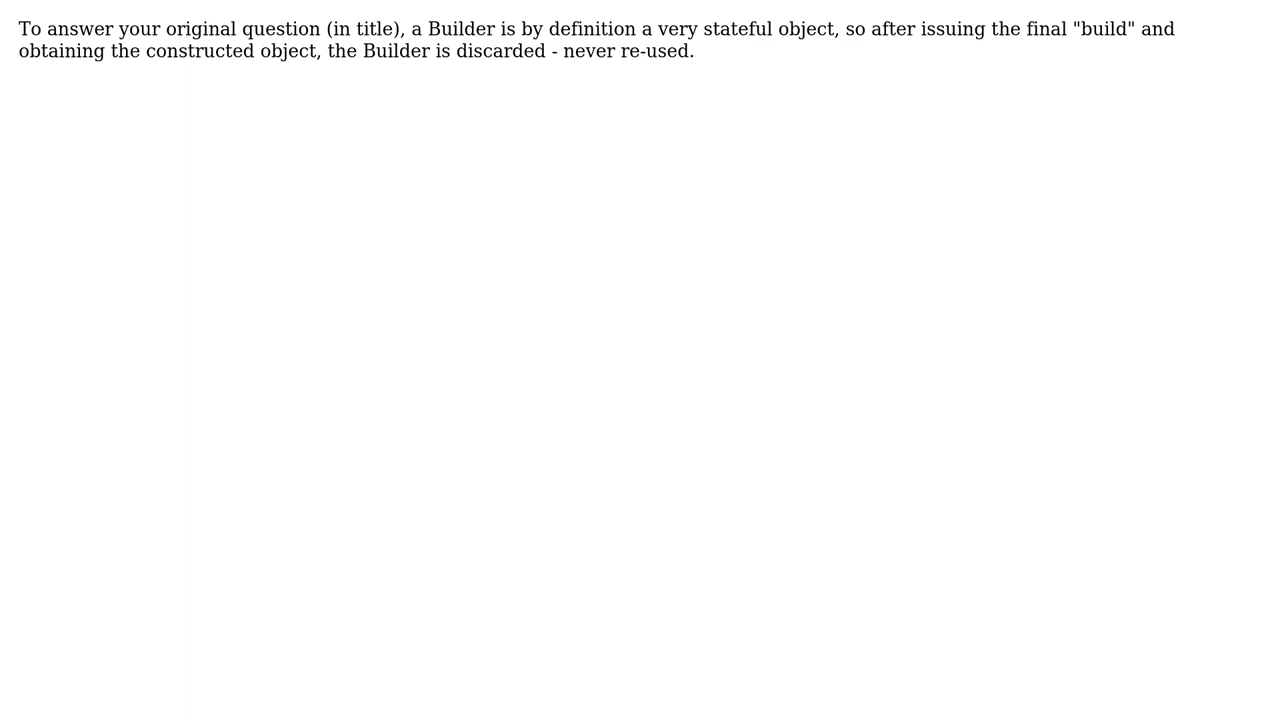 To answer your original question (in title), a Builder is by definition a very stateful object, so after issuing the final "build" and
obtaining the constructed object, the Builder is discarded - never re-used.